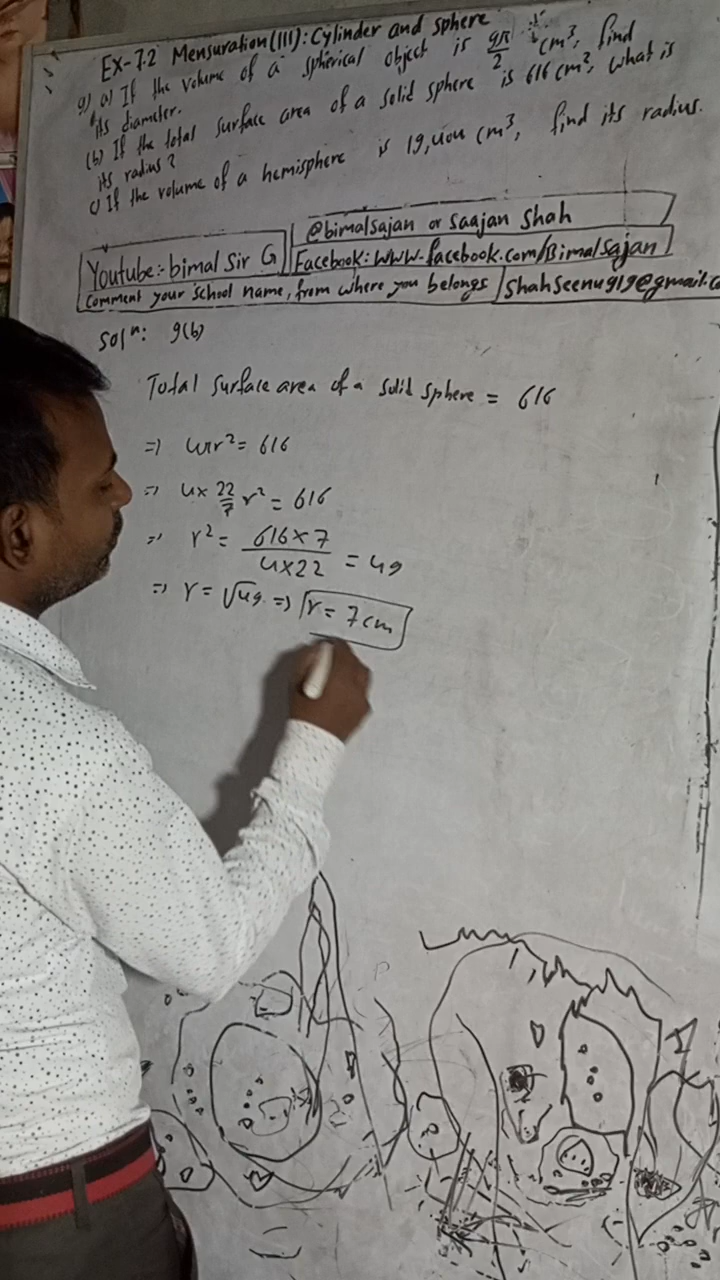 Ex-7.2 Mensuration(III): Cylinder and sphere
9) a) If the volume of a spherical object is 9π/2 cm³, find
its diameter.
(b) If the total surface area of a solid sphere is 616 cm², what is
its radius?
c) If the volume of a hemisphere is 19,404 cm³, find its radius.
@bimalsajan or Saajan Shah
Youtube:- bimal Sir G
Facebook: www.facebook.com/Bimalsajan
Comment your school name, from where you belongs
Shahseenu919@gmail.c
Solⁿ: 9(b)
Total surface area of a solid sphere = 616
=> 4πr² = 616
=> 4× 22/7 r² = 616
=> r² = 616×7 / 4×22 = 49
=> r = √49 => r = 7cm